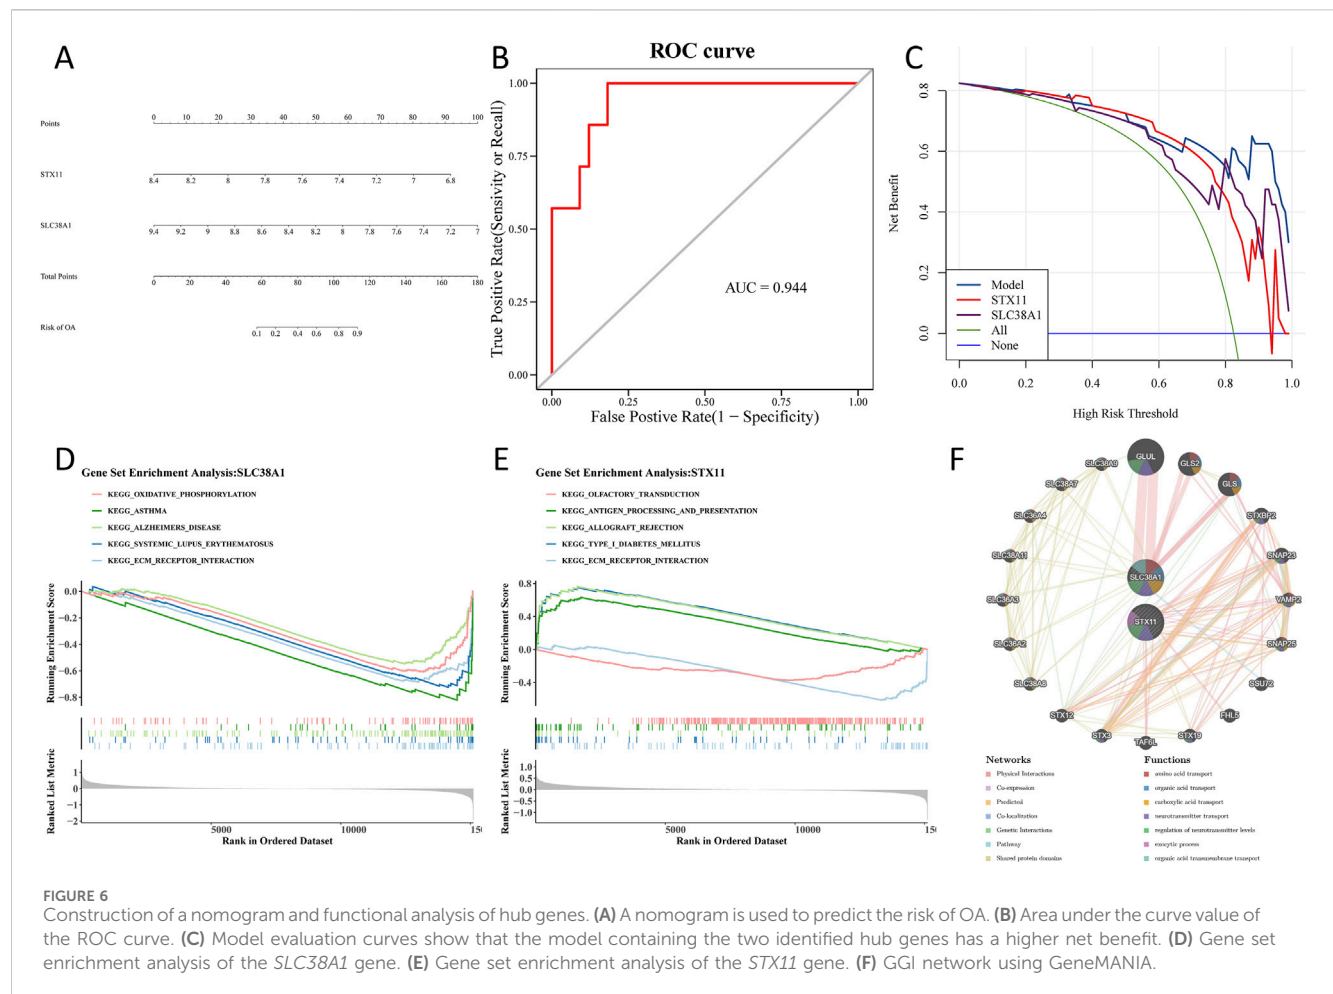 A
Points
0 10 20 30 40 50 60 70 80 90 100
STX11
8.4 8.2 8 7.8 7.6 7.4 7.2 7 6.8
SLC38A1
9.4 9.2 9 8.8 8.6 8.4 8.2 8 7.8 7.6 7.4 7.2 7
Total Points
0 20 40 60 80 100 120 140 160 180
Risk of OA
0.1 0.2 0.4 0.6 0.8 0.9
B
ROC curve
True Positive Rate(Sensivity or Recall)
1.00
0.75
0.50
0.25
0.00
AUC = 0.944
0.00 0.25 0.50 0.75 1.00
False Postive Rate(1 − Specificity)
C
Net Benefit
0.8
0.6
0.4
0.2
0.0
Model
STX11
SLC38A1
All
None
0.0 0.2 0.4 0.6 0.8 1.0
High Risk Threshold
D
Gene Set Enrichment Analysis:SLC38A1
KEGG_OXIDATIVE_PHOSPHORYLATION
KEGG_ASTHMA
KEGG_ALZHEIMERS_DISEASE
KEGG_SYSTEMIC_LUPUS_ERYTHEMATOSUS
KEGG_ECM_RECEPTOR_INTERACTION
Running Enrichment Score
0.0
−0.2
−0.4
−0.6
−0.8
Ranked List Metric
1
0
−1
−2
5000 10000 150
Rank in Ordered Dataset
E
Gene Set Enrichment Analysis:STX11
KEGG_OLFACTORY_TRANSDUCTION
KEGG_ANTIGEN_PROCESSING_AND_PRESENTATION
KEGG_ALLOGRAFT_REJECTION
KEGG_TYPE_I_DIABETES_MELLITUS
KEGG_ECM_RECEPTOR_INTERACTION
Running Enrichment Score
0.8
0.4
0.0
−0.4
Ranked List Metric
1.0
0.5
0.0
−0.5
−1.0
5000 10000 150
Rank in Ordered Dataset
F
GLUL
SLC38A9
GLS2
SLC38A7
GLS
SLC36A4
STXBP2
SLC38A11
SNAP23
SLC38A1
SLC36A3
VAMP2
STX11
SLC38A2
SNAP25
SLC38A8
SSU72
STX12
FHL5
STX3
TAF6L
STX19
Networks
Physical Interactions
Co-expression
Predicted
Co-localization
Genetic Interactions
Pathway
Shared protein domains
Functions
amino acid transport
organic acid transport
carboxylic acid transport
neurotransmitter transport
regulation of neurotransmitter levels
exocytic process
organic acid transmembrane transport
FIGURE 6
Construction of a nomogram and functional analysis of hub genes. (A) A nomogram is used to predict the risk of OA. (B) Area under the curve value of
the ROC curve. (C) Model evaluation curves show that the model containing the two identified hub genes has a higher net benefit. (D) Gene set
enrichment analysis of the SLC38A1 gene. (E) Gene set enrichment analysis of the STX11 gene. (F) GGI network using GeneMANIA.